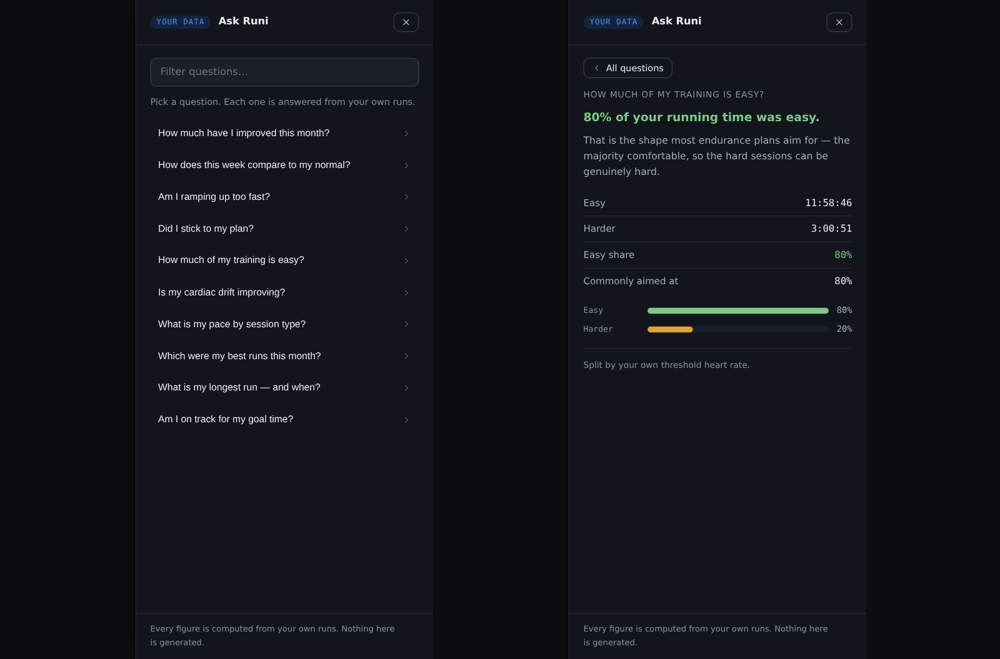 YOUR DATA Ask Runi
Filter questions...
Pick a question. Each one is answered from your own runs.
How much have I improved this month?
How does this week compare to my normal?
Am I ramping up too fast?
Did I stick to my plan?
How much of my training is easy?
Is my cardiac drift improving?
What is my pace by session type?
Which were my best runs this month?
What is my longest run — and when?
Am I on track for my goal time?
Every figure is computed from your own runs. Nothing here
is generated.
YOUR DATA Ask Runi
All questions
HOW MUCH OF MY TRAINING IS EASY?
80% of your running time was easy.
That is the shape most endurance plans aim for — the
majority comfortable, so the hard sessions can be
genuinely hard.
Easy 11:58:46
Harder 3:00:51
Easy share 80%
Commonly aimed at 80%
Easy 80%
Harder 20%
Split by your own threshold heart rate.
Every figure is computed from your own runs. Nothing here
is generated.